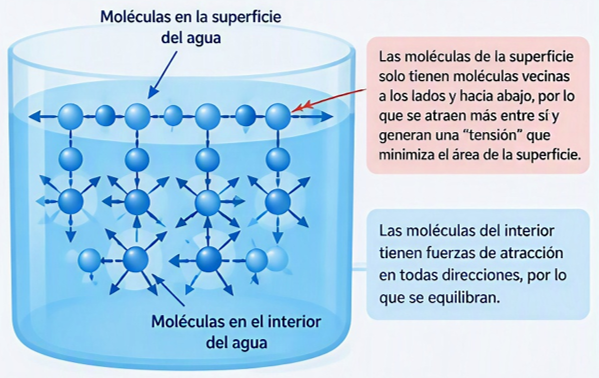 Moléculas en la superficie
del agua
Las moléculas de la superficie
solo tienen moléculas vecinas
a los lados y hacia abajo, por lo
que se atraen más entre sí y
generan una “tensión” que
minimiza el área de la superficie.
Las moléculas del interior
tienen fuerzas de atracción
en todas direcciones, por lo
que se equilibran.
Moléculas en el interior
del agua